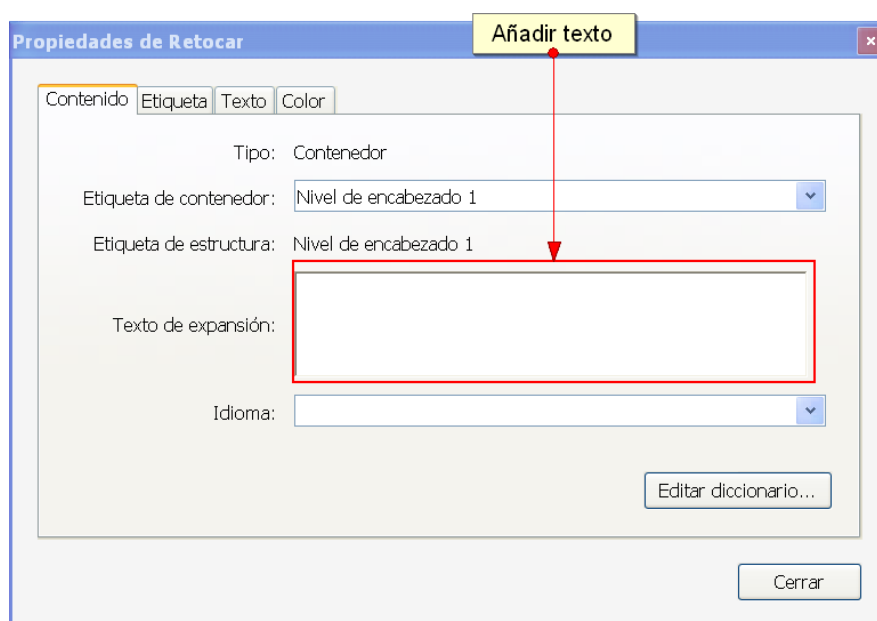 Añadir texto
Propiedades de Retocar
Contenido Etiqueta Texto Color
Tipo: Contenedor
Etiqueta de contenedor: Nivel de encabezado 1
Etiqueta de estructura: Nivel de encabezado 1
Texto de expansión:
Idioma:
Editar diccionario...
Cerrar